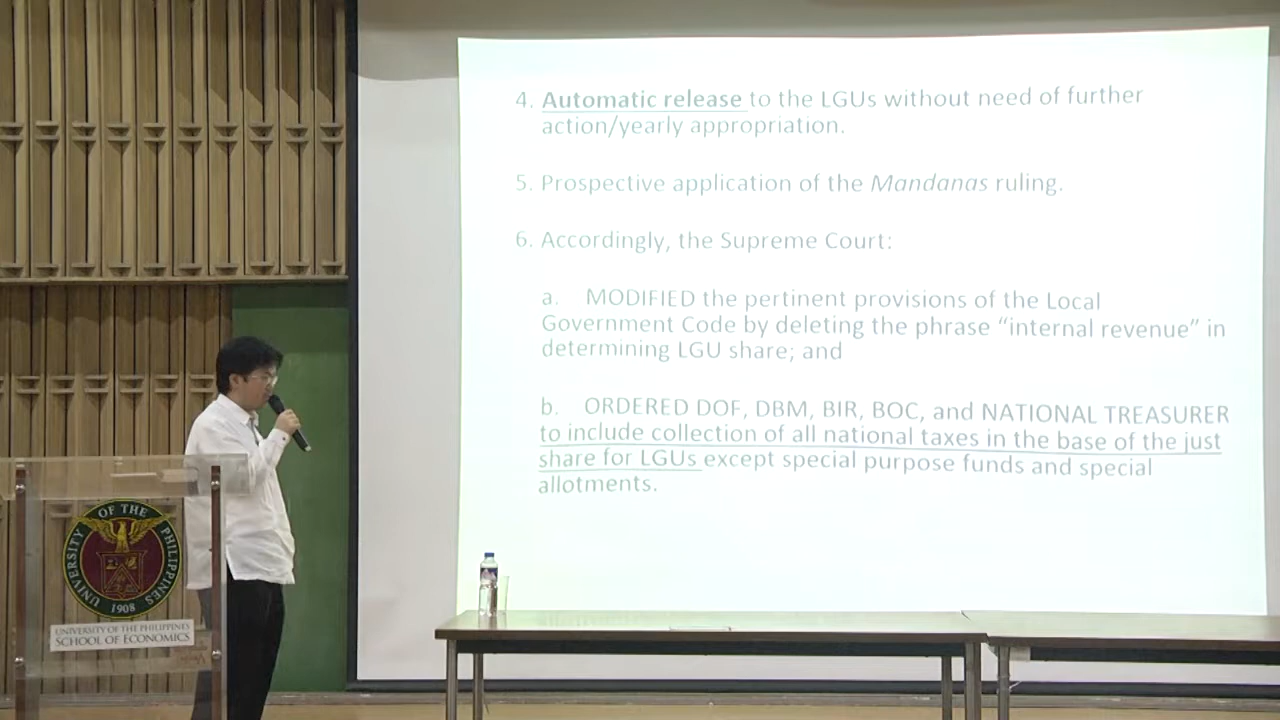 4. Automatic release to the LGUs without need of further
action/yearly appropriation.
5. Prospective application of the Mandanas ruling.
6. Accordingly, the Supreme Court:
a. MODIFIED the pertinent provisions of the Local
Government Code by deleting the phrase “internal revenue” in
determining LGU share; and
b. ORDERED DOF, DBM, BIR, BOC, and NATIONAL TREASURER
to include collection of all national taxes in the base of the just
share for LGUs except special purpose funds and special
allotments.
UNIVERSITY OF THE PHILIPPINES
1908
UNIVERSITY OF THE PHILIPPINES
SCHOOL OF ECONOMICS